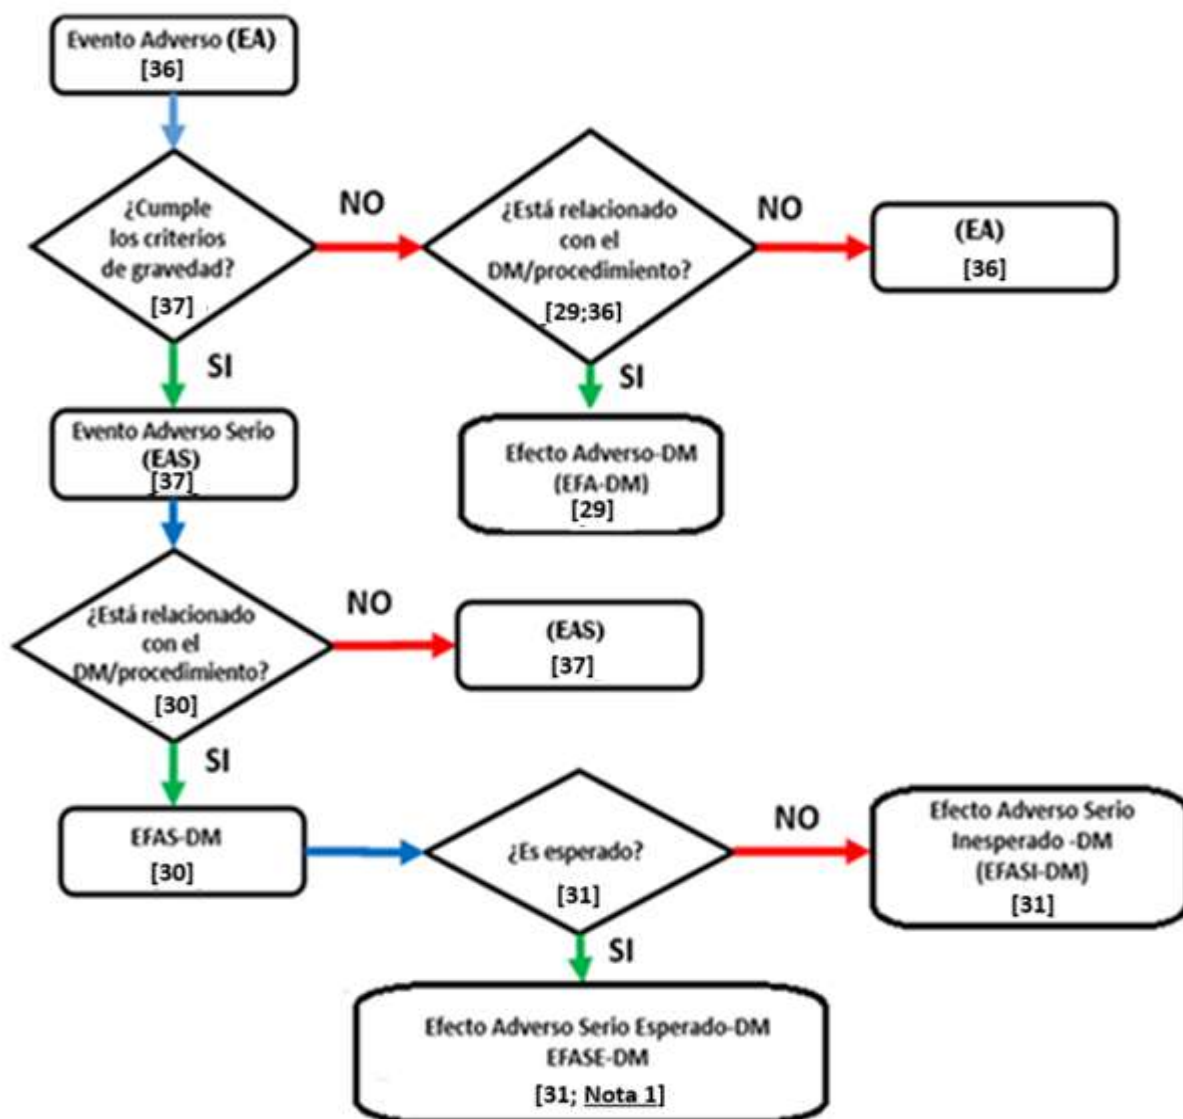 Evento Adverso (EA)
[36]
¿Cumple
los criterios
de gravedad?
[37]
NO
¿Está relacionado
con el
DM/procedimiento?
[29;36]
NO
(EA)
[36]
SI
SI
Evento Adverso Serio
(EAS)
[37]
Efecto Adverso-DM
(EFA-DM)
[29]
¿Está relacionado
con el
DM/procedimiento?
[30]
NO
(EAS)
[37]
SI
EFAS-DM
[30]
¿Es esperado?
[31]
NO
Efecto Adverso Serio
Inesperado -DM
(EFASI-DM)
[31]
SI
Efecto Adverso Serio Esperado-DM
EFASE-DM
[31; Nota 1]